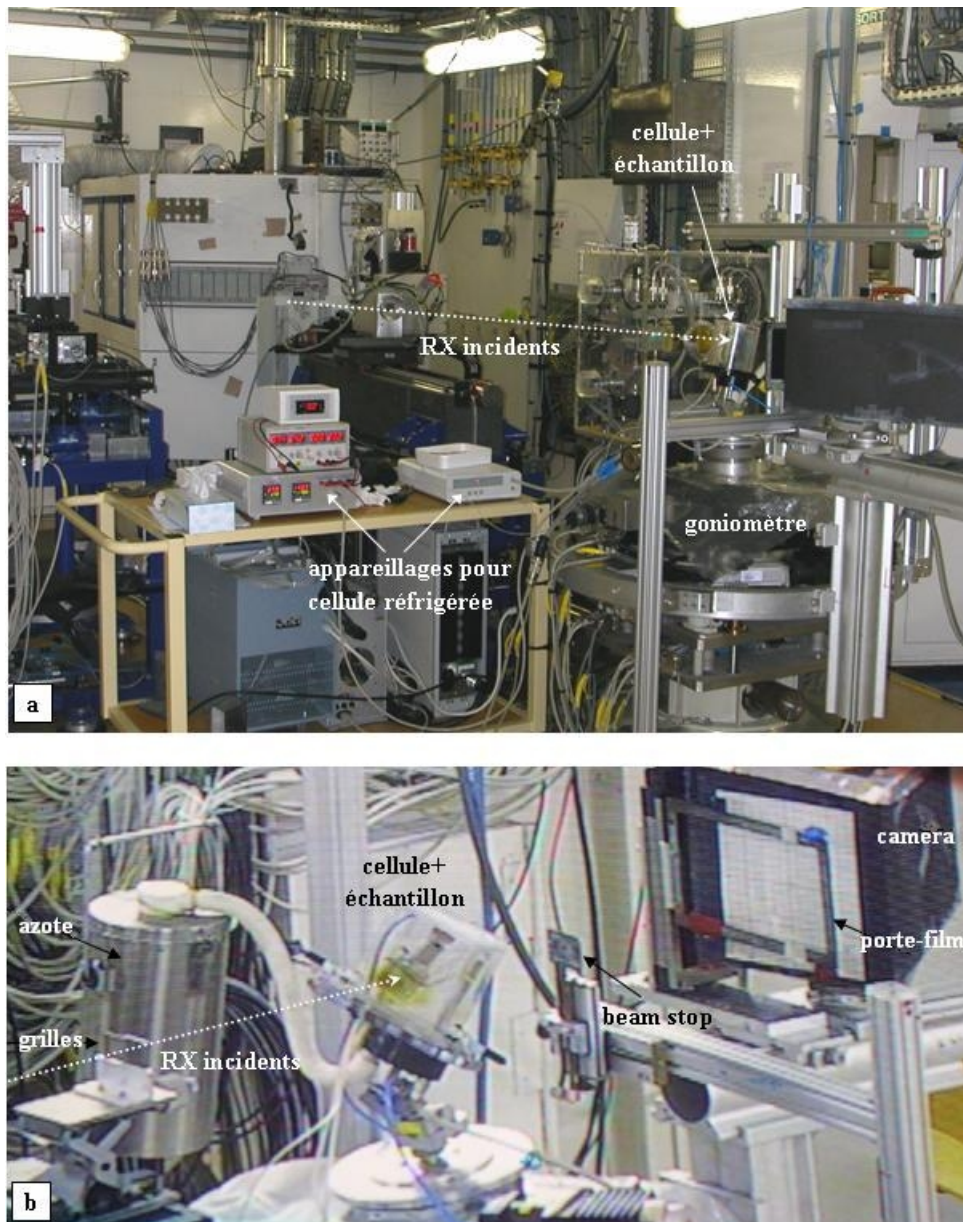 SORT
cellule+
échantillon
RX incidents
goniomètre
appareillages pour
cellule réfrigérée
a
cellule+
échantillon
camera
azote
porte-film
beam stop
grilles
RX incidents
b